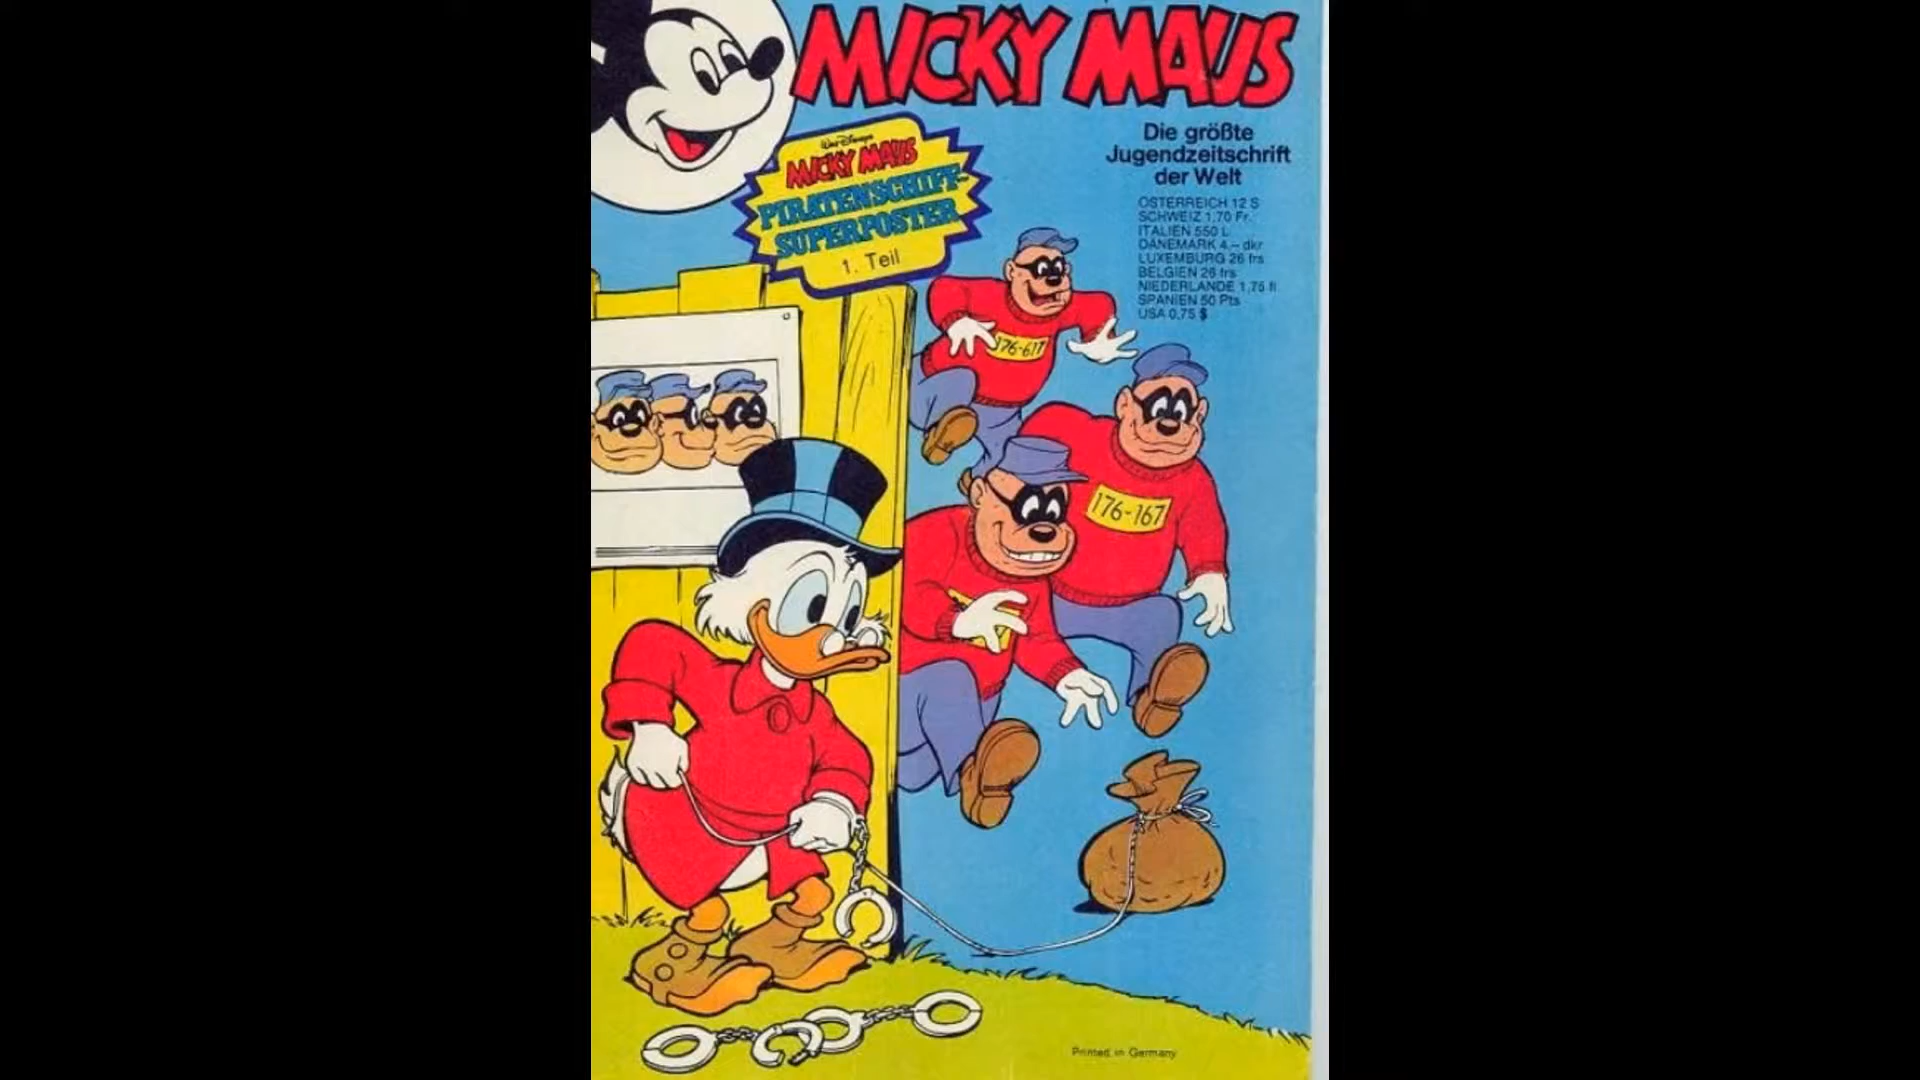 MICKY MAUS
Die größte
Jugendzeitschrift
der Welt
Walt Disneys
MICKY MAUS
PIRATENSCHIFF-
SUPERPOSTER
1. Teil
ÖSTERREICH 12 S
SCHWEIZ 1,70 Fr.
ITALIEN 550 L
DÄNEMARK 4,– dkr
LUXEMBURG 26 frs
BELGIEN 26 frs
NIEDERLANDE 1,75 fl
SPANIEN 50 Pts
USA 0,75 $
176-617
176-167
Printed in Germany